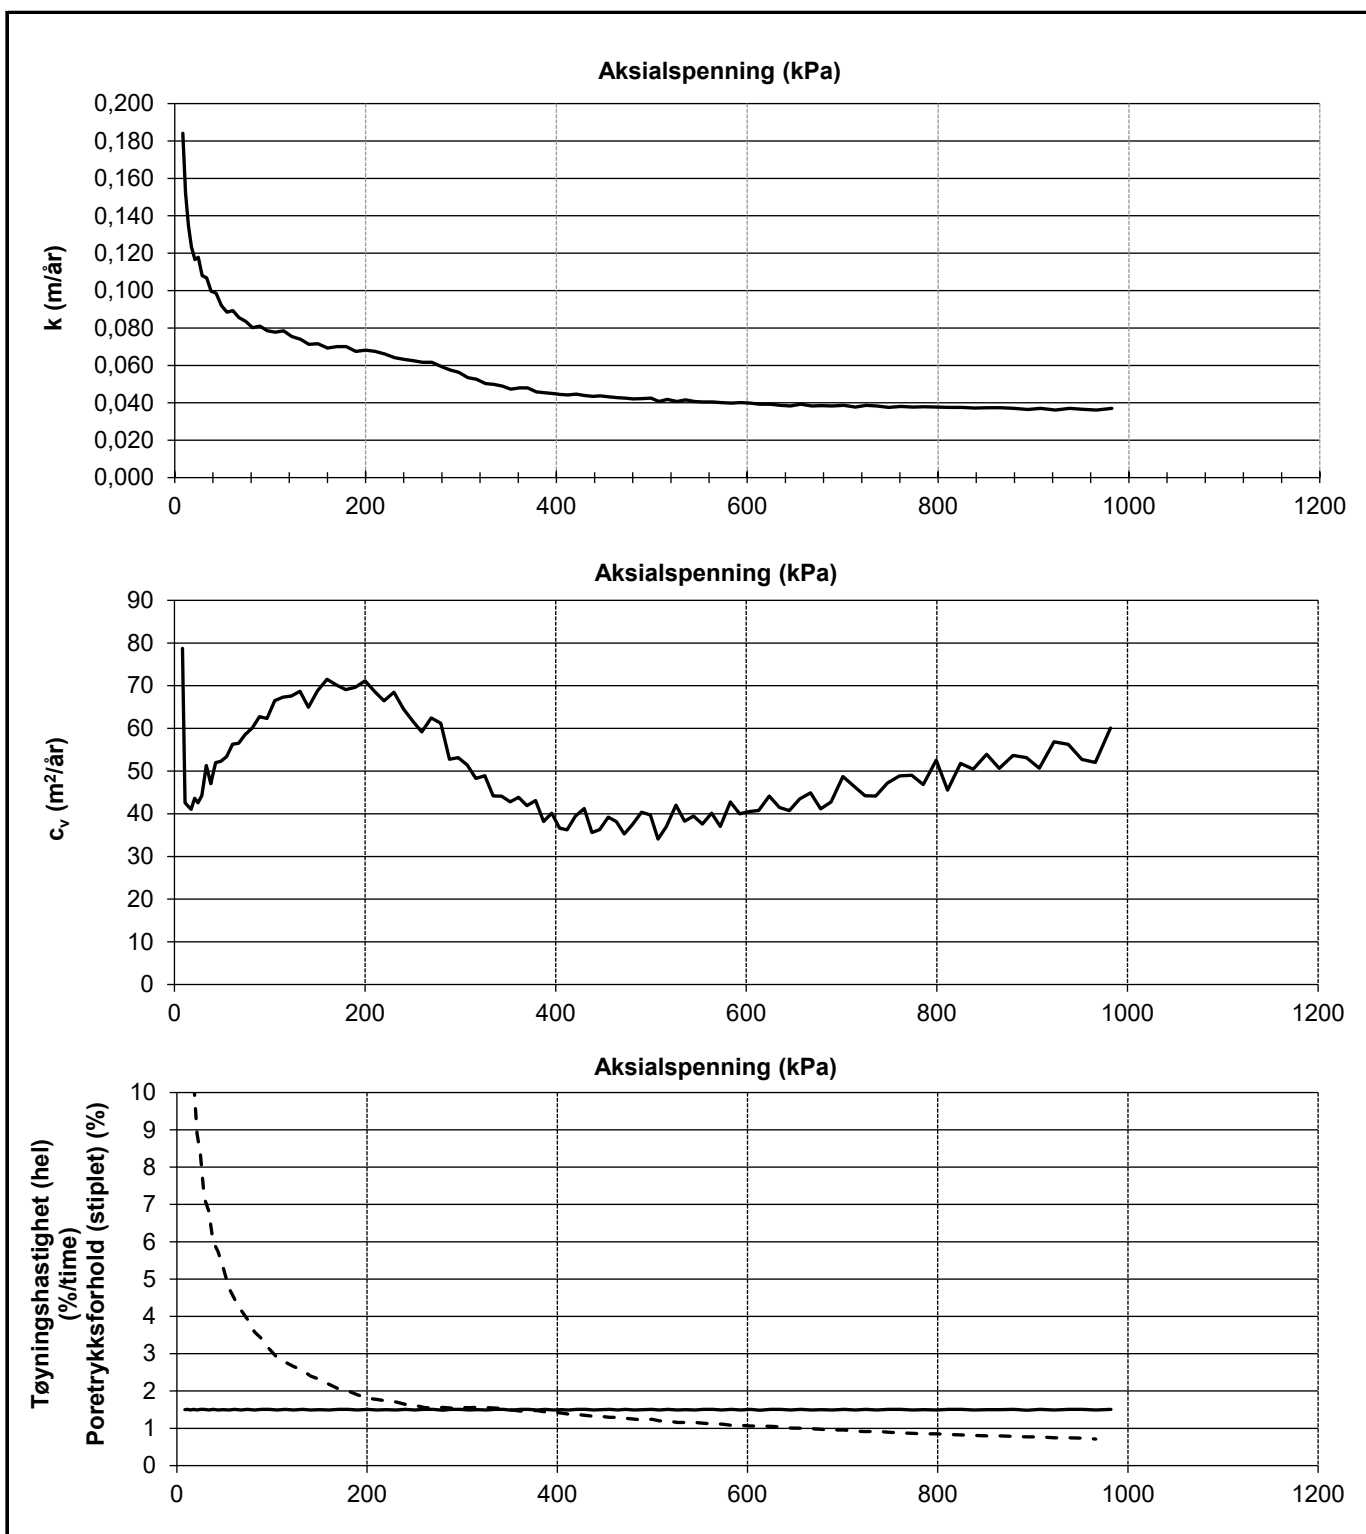 Aksialspenning (kPa)
k (m/år)
0,200
0,180
0,160
0,140
0,120
0,100
0,080
0,060
0,040
0,020
0,000
0 200 400 600 800 1000 1200
Aksialspenning (kPa)
cᵥ (m²/år)
90
80
70
60
50
40
30
20
10
0
0 200 400 600 800 1000 1200
Aksialspenning (kPa)
Tøyningshastighet (hel)
(%/time)
Poretrykksforhold (stiplet) (%)
10
9
8
7
6
5
4
3
2
1
0
0 200 400 600 800 1000 1200